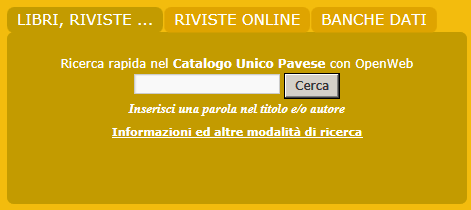 LIBRI, RIVISTE ... RIVISTE ONLINE BANCHE DATI
Ricerca rapida nel Catalogo Unico Pavese con OpenWeb
Cerca
Inserisci una parola nel titolo e/o autore
Informazioni ed altre modalità di ricerca